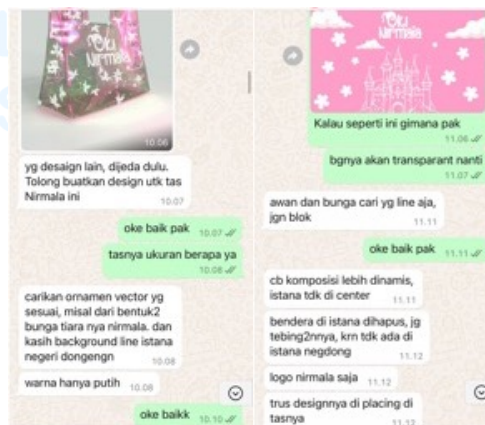 Oki
Nirmala
10.06
yg desaign lain, dijeda dulu.
Tolong buatkan design utk tas
Nirmala ini
10.07
oke baik pak 10.07
tasnya ukuran berapa ya
10.08
carikan ornamen vector yg
sesuai, misal dari bentuk2
bunga tiara nya nirmala. dan
kasih background line istana
negeri dongengn
10.08
warna hanya putih 10.08
oke baikk 10.10
Oki
Nirmala
Kalau seperti ini gimana pak
11.06
bgnya akan transparant nanti
11.07
awan dan bunga cari yg line aja,
jgn blok
11.11
oke baik pak 11.11
cb komposisi lebih dinamis,
istana tdk di center
11.11
bendera di istana dihapus, jg
tebing2nnya, krn tdk ada di
istana negdong
11.12
logo nirmala saja 11.12
trus designnya di placing di
tasnya
11.12